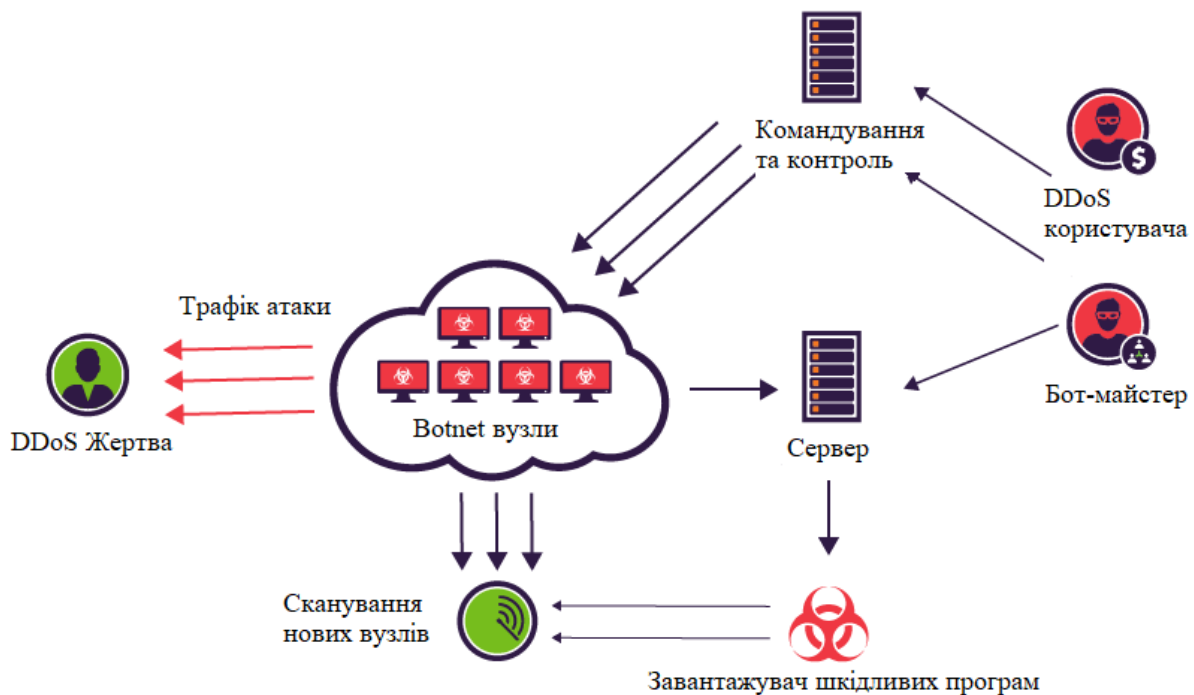 Командування
та контроль
DDoS
користувача
$
Трафік атаки
Botnet вузли
DDoS Жертва
Сервер
Бот-майстер
Сканування
нових вузлів
Завантажувач шкідливих програм